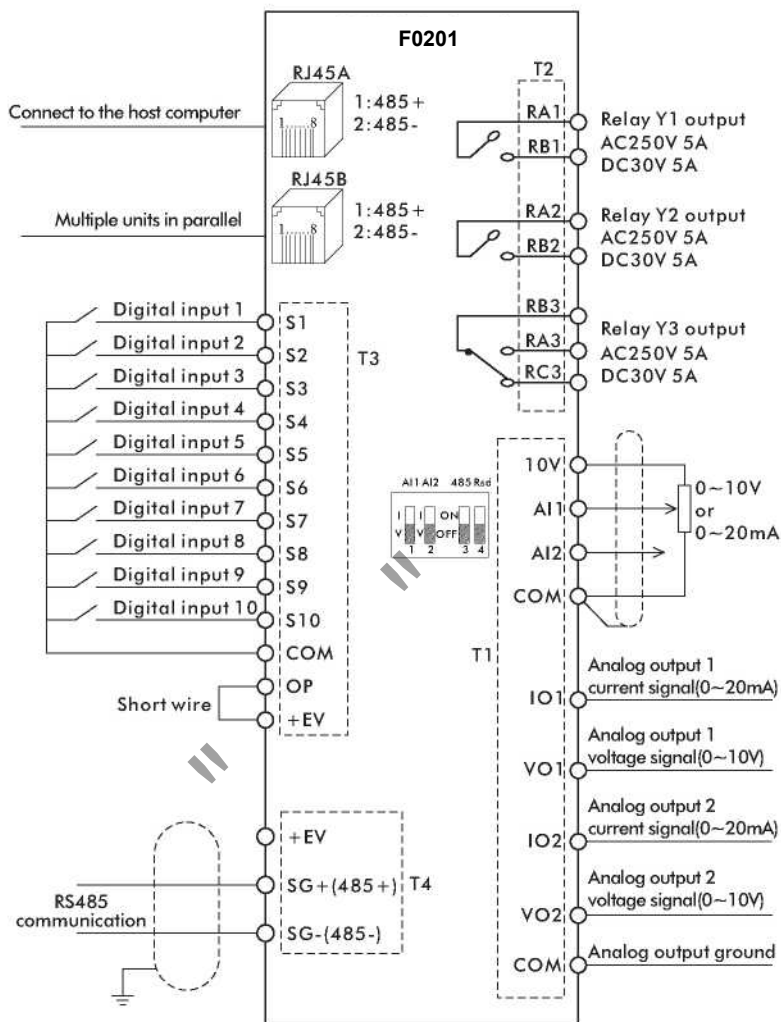 F0201
RJ45A
Connect to the host computer
1:485+
2:485-
1......8
RJ45B
Multiple units in parallel
1:485+
2:485-
1......8
T2
RA1
RB1
Relay Y1 output
AC250V 5A
DC30V 5A
RA2
RB2
Relay Y2 output
AC250V 5A
DC30V 5A
RB3
RA3
RC3
Relay Y3 output
AC250V 5A
DC30V 5A
Digital input 1
S1
Digital input 2
S2
T3
Digital input 3
S3
Digital input 4
S4
Digital input 5
S5
Digital input 6
S6
Digital input 7
S7
Digital input 8
S8
Digital input 9
S9
Digital input 10
S10
COM
OP
Short wire
+EV
AI1 AI2 485 Rsd
I I ON
V V OFF
1 2 3 4
10V
AI1
AI2
COM
0~10V
or
0~20mA
T1
Analog output 1
current signal(0~20mA)
IO1
Analog output 1
voltage signal(0~10V)
VO1
Analog output 2
current signal(0~20mA)
IO2
Analog output 2
voltage signal(0~10V)
VO2
COM
Analog output ground
+EV
SG+(485+)
T4
RS485
communication
SG-(485-)